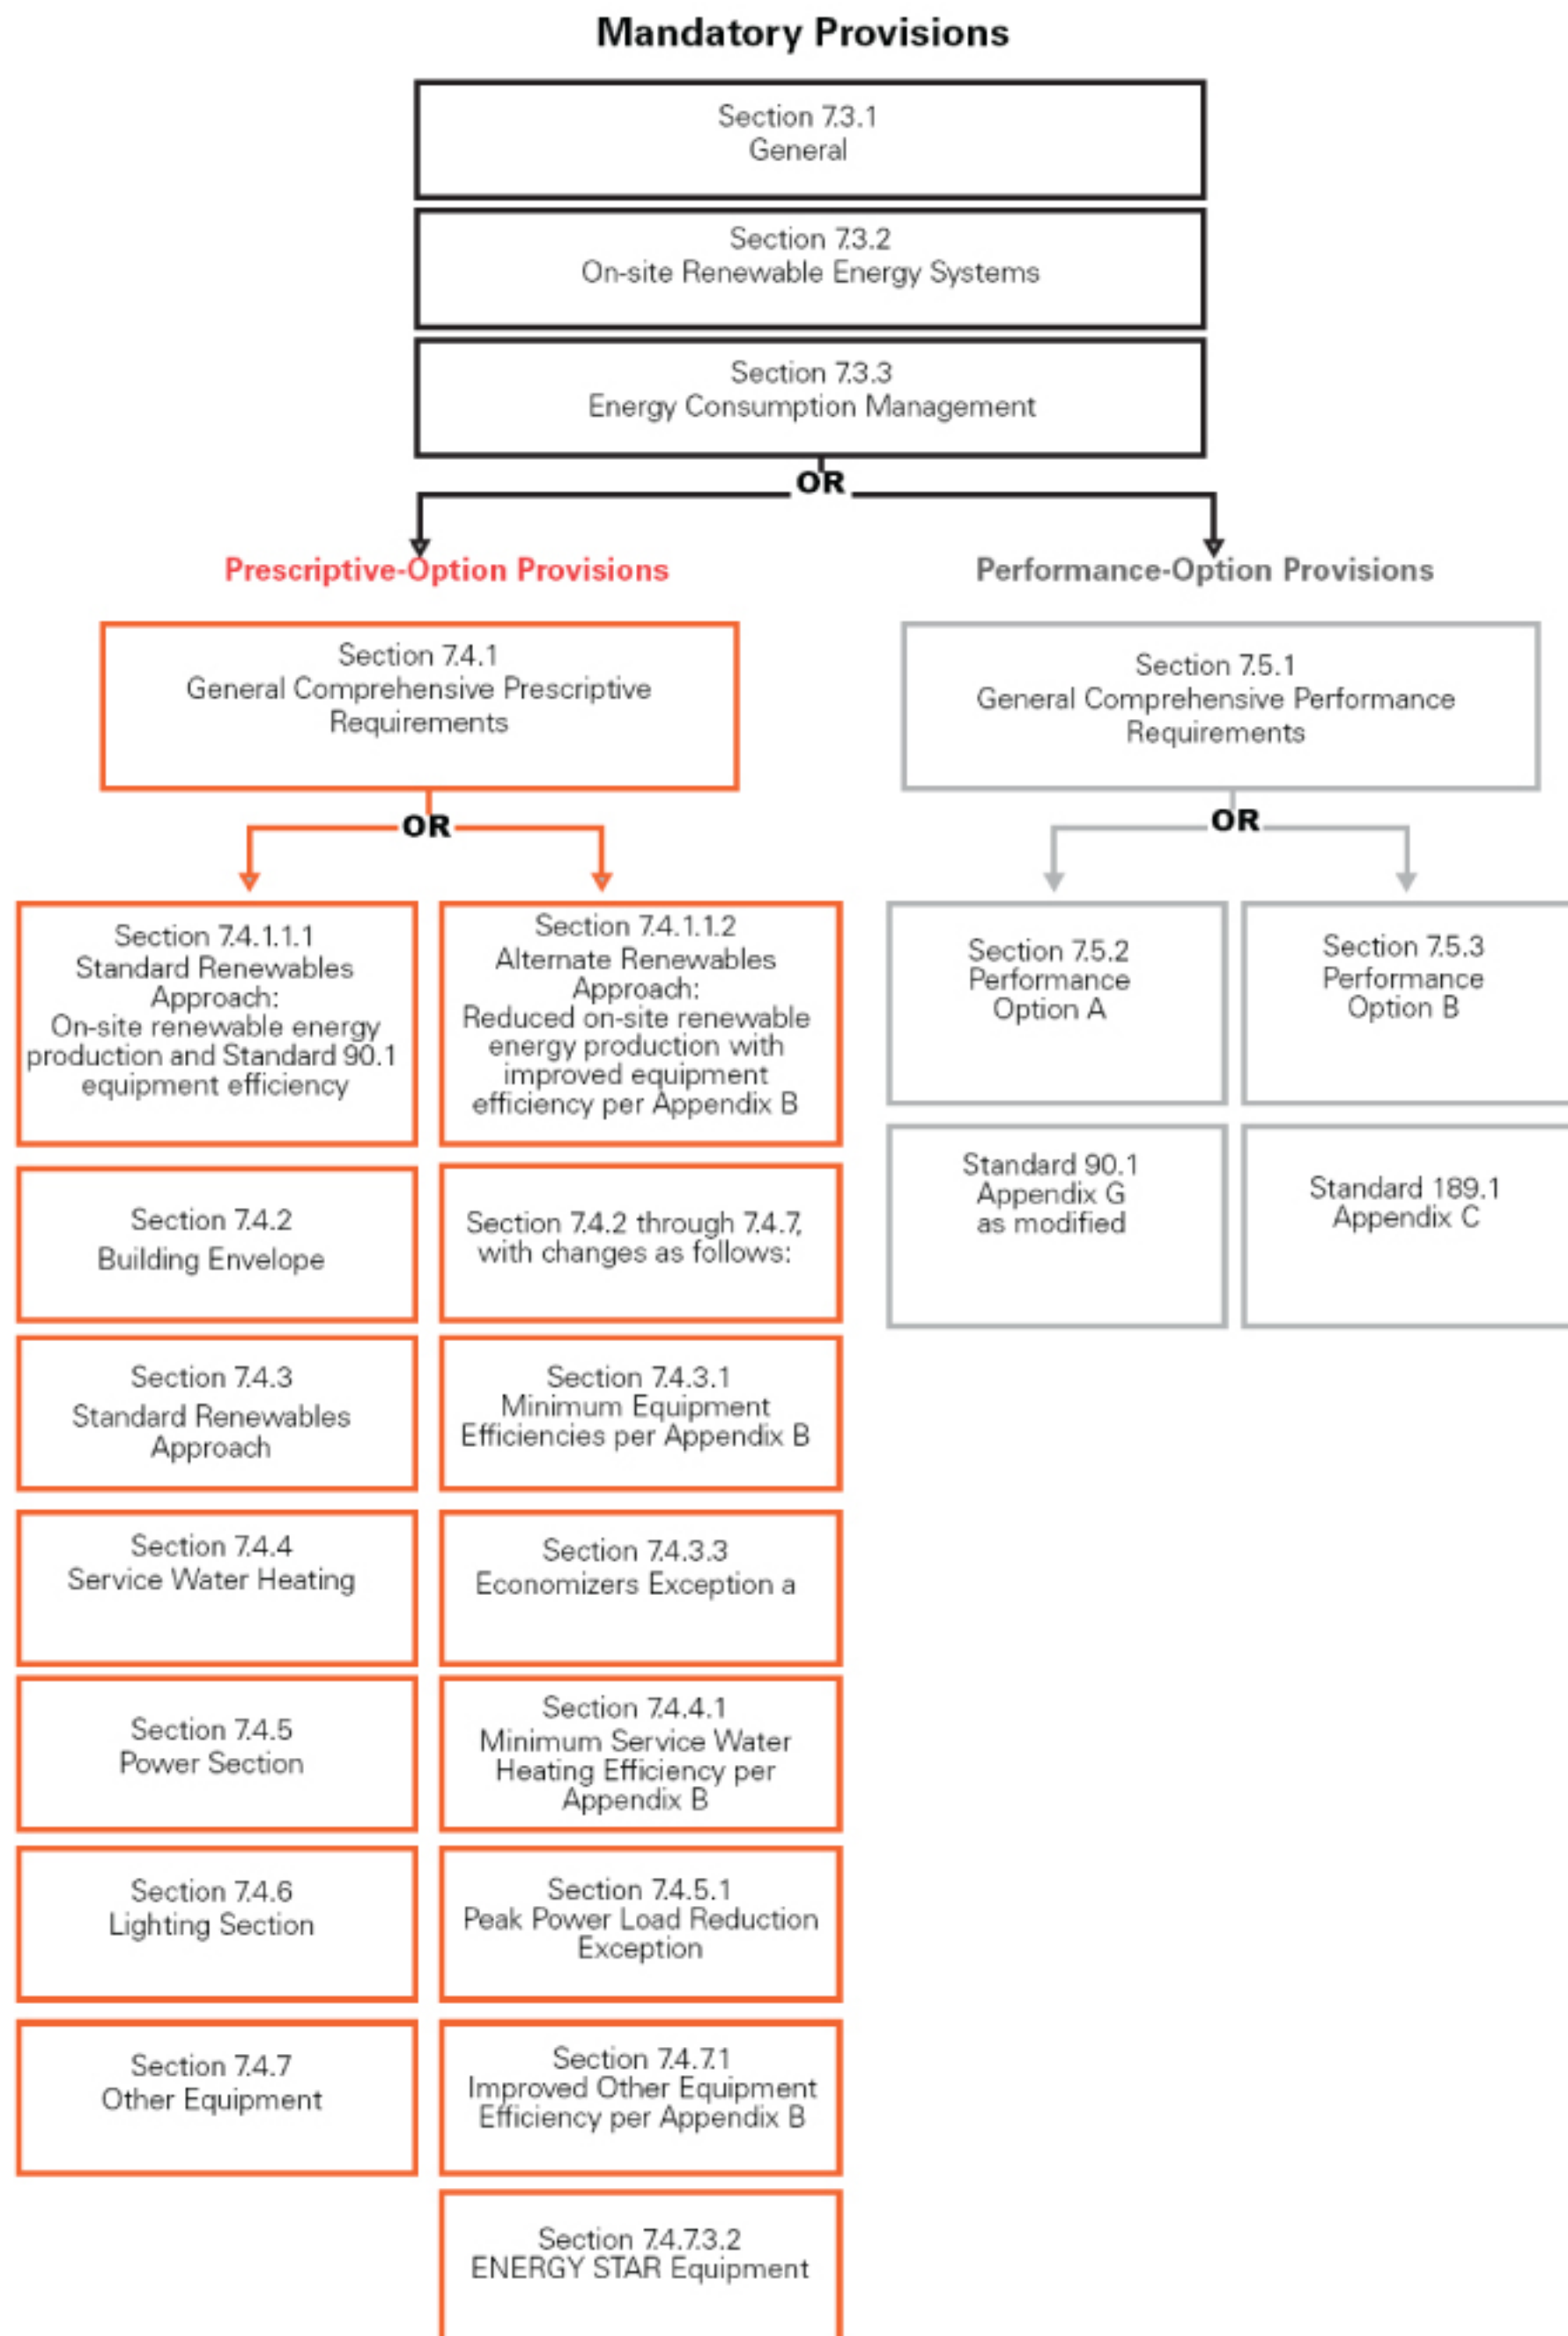 Mandatory Provisions
Section 7.3.1
General
Section 7.3.2
On-site Renewable Energy Systems
Section 7.3.3
Energy Consumption Management
OR
Prescriptive-Option Provisions
Section 7.4.1
General Comprehensive Prescriptive
Requirements
OR
Section 7.4.1.1.1
Standard Renewables
Approach:
On-site renewable energy
production and Standard 90.1
equipment efficiency
Section 7.4.2
Building Envelope
Section 7.4.3
Standard Renewables
Approach
Section 7.4.4
Service Water Heating
Section 7.4.5
Power Section
Section 7.4.6
Lighting Section
Section 7.4.7
Other Equipment
Section 7.4.1.1.2
Alternate Renewables
Approach:
Reduced on-site renewable
energy production with
improved equipment
efficiency per Appendix B
Section 7.4.2 through 7.4.7,
with changes as follows:
Section 7.4.3.1
Minimum Equipment
Efficiencies per Appendix B
Section 7.4.3.3
Economizers Exception a
Section 7.4.4.1
Minimum Service Water
Heating Efficiency per
Appendix B
Section 7.4.5.1
Peak Power Load Reduction
Exception
Section 7.4.7.1
Improved Other Equipment
Efficiency per Appendix B
Section 7.4.7.3.2
ENERGY STAR Equipment
Performance-Option Provisions
Section 7.5.1
General Comprehensive Performance
Requirements
OR
Section 7.5.2
Performance
Option A
Standard 90.1
Appendix G
as modified
Section 7.5.3
Performance
Option B
Standard 189.1
Appendix C